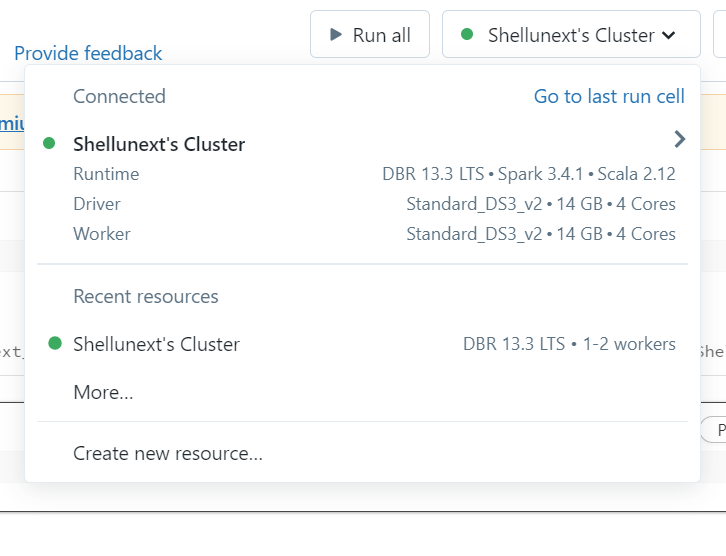 Run all
Shellunext's Cluster
Provide feedback
Connected
Go to last run cell
Shellunext's Cluster
Runtime
DBR 13.3 LTS • Spark 3.4.1 • Scala 2.12
Driver
Standard_DS3_v2 • 14 GB • 4 Cores
Worker
Standard_DS3_v2 • 14 GB • 4 Cores
Recent resources
Shellunext's Cluster
DBR 13.3 LTS • 1-2 workers
More...
Create new resource...